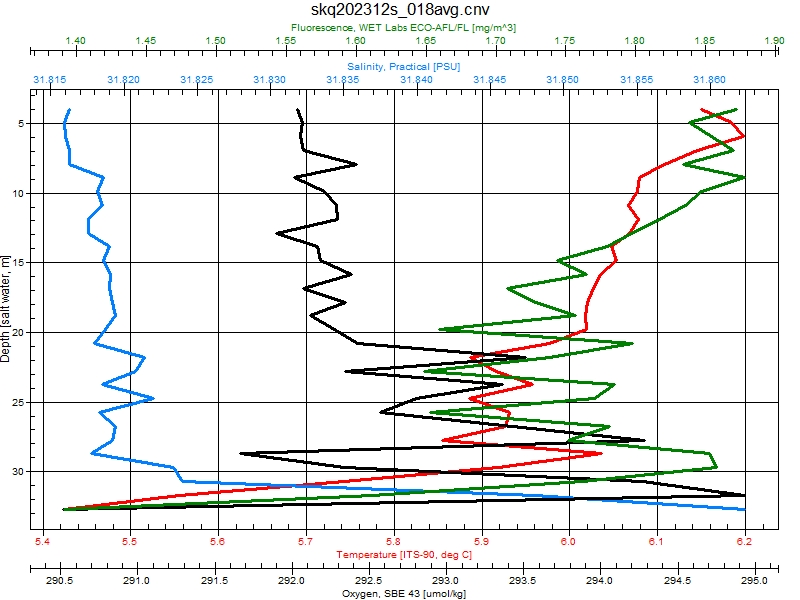 skq202312s_018avg.cnv
Fluorescence, WET Labs ECO-AFL/FL [mg/m^3]
1.40 1.45 1.50 1.55 1.60 1.65 1.70 1.75 1.80 1.85 1.90
Salinity, Practical [PSU]
31.815 31.820 31.825 31.830 31.835 31.840 31.845 31.850 31.855 31.860
5
10
15
20
25
30
Depth [salt water, m]
5.4 5.5 5.6 5.7 5.8 5.9 6.0 6.1 6.2
Temperature [ITS-90, deg C]
290.5 291.0 291.5 292.0 292.5 293.0 293.5 294.0 294.5 295.0
Oxygen, SBE 43 [umol/kg]